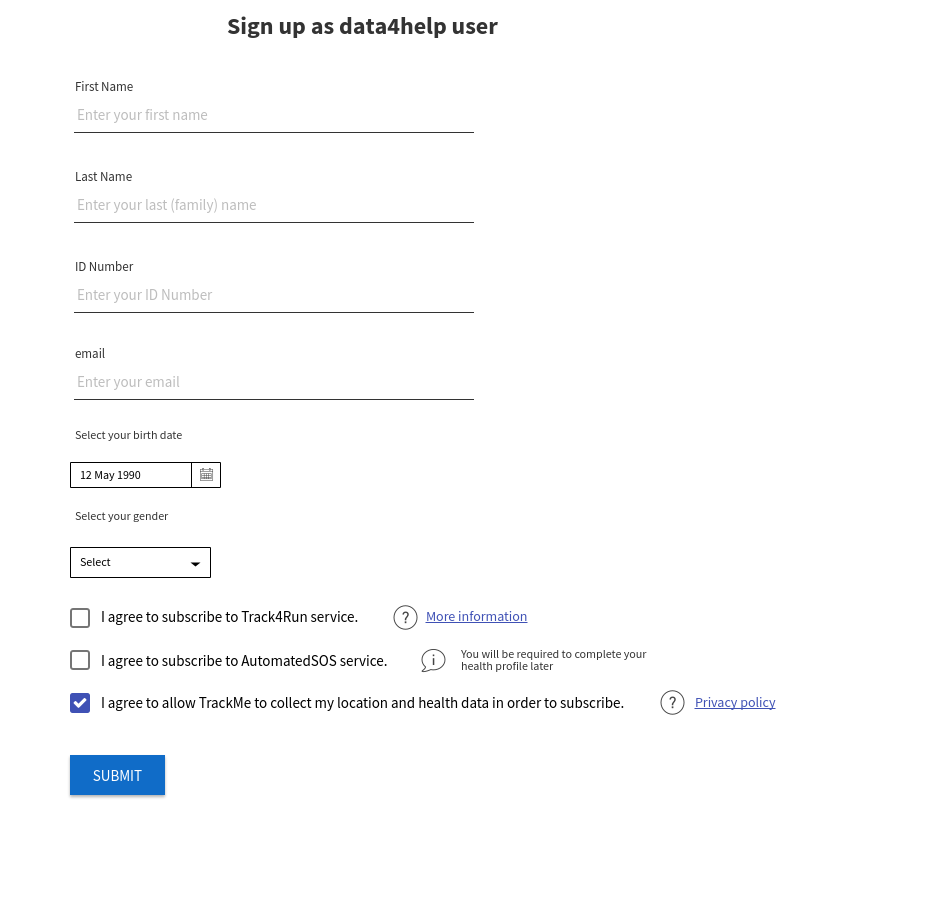 Sign up as data4help user
First Name
Enter your first name
Last Name
Enter your last (family) name
ID Number
Enter your ID Number
email
Enter your email
Select your birth date
12 May 1990
Select your gender
Select
I agree to subscribe to Track4Run service. ? More information
I agree to subscribe to AutomatedSOS service. i You will be required to complete your
health profile later
I agree to allow TrackMe to collect my location and health data in order to subscribe. ? Privacy policy
SUBMIT